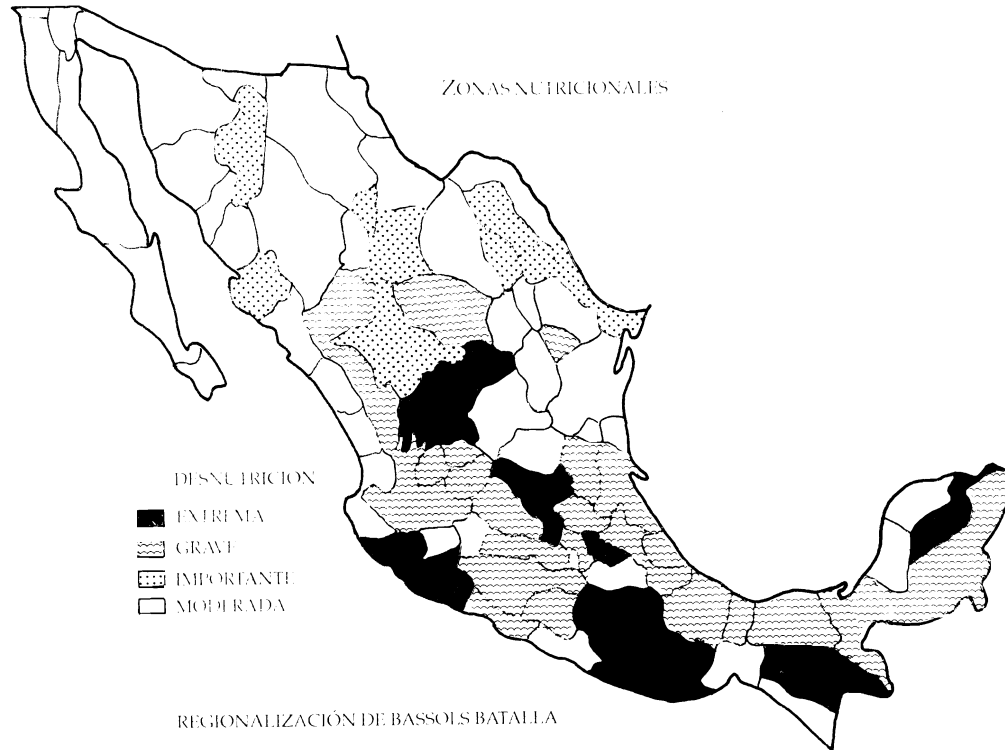 ZONAS NUTRICIONALES
DESNUTRICION
EXTREMA
GRAVE
IMPORTANTE
MODERADA
REGIONALIZACIÓN DE BASSOLS BATALLA